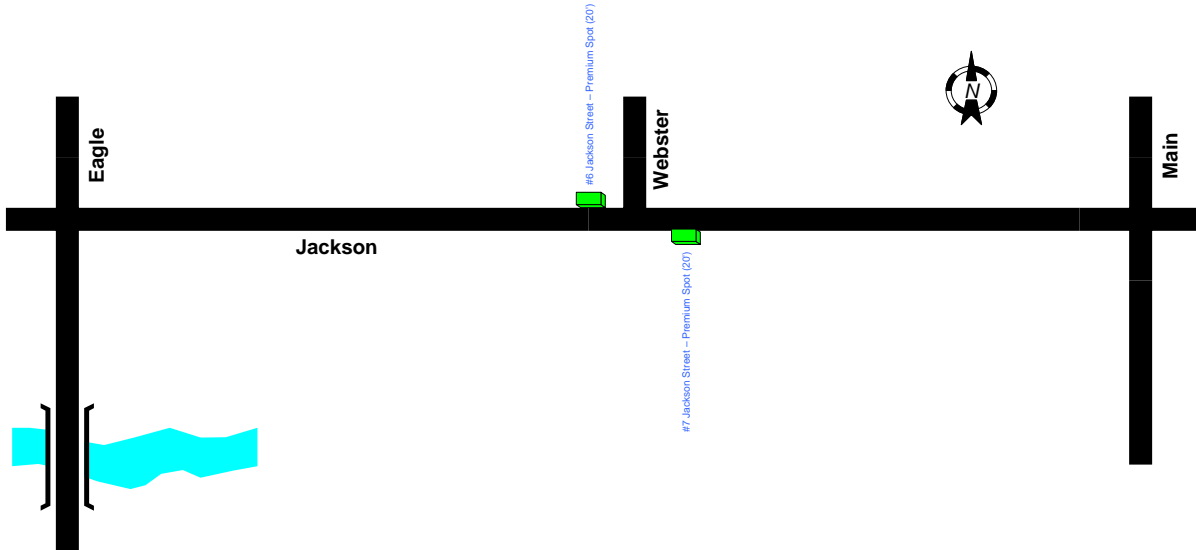 #6 Jackson Street – Premium Spot (20')
Eagle
Webster
N
Main
Jackson
#7 Jackson Street – Premium Spot (20')